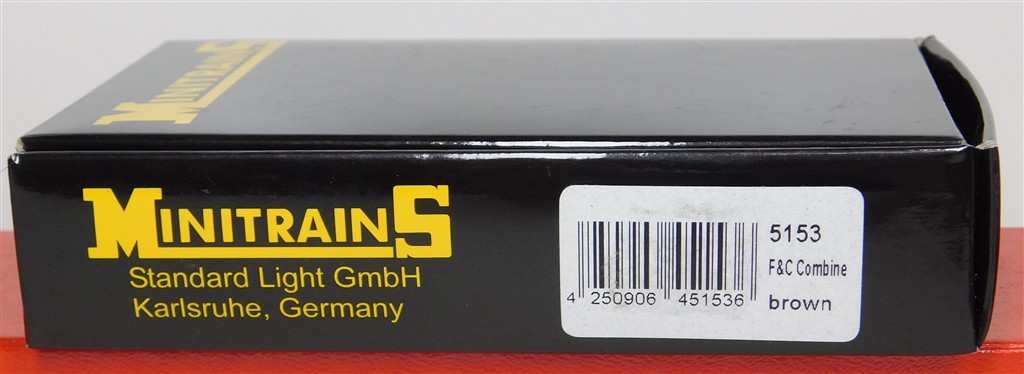 MINITRAINS
MINITRAINS
Standard Light GmbH
Karlsruhe, Germany
5153
F&C Combine
brown
4 250906 451536